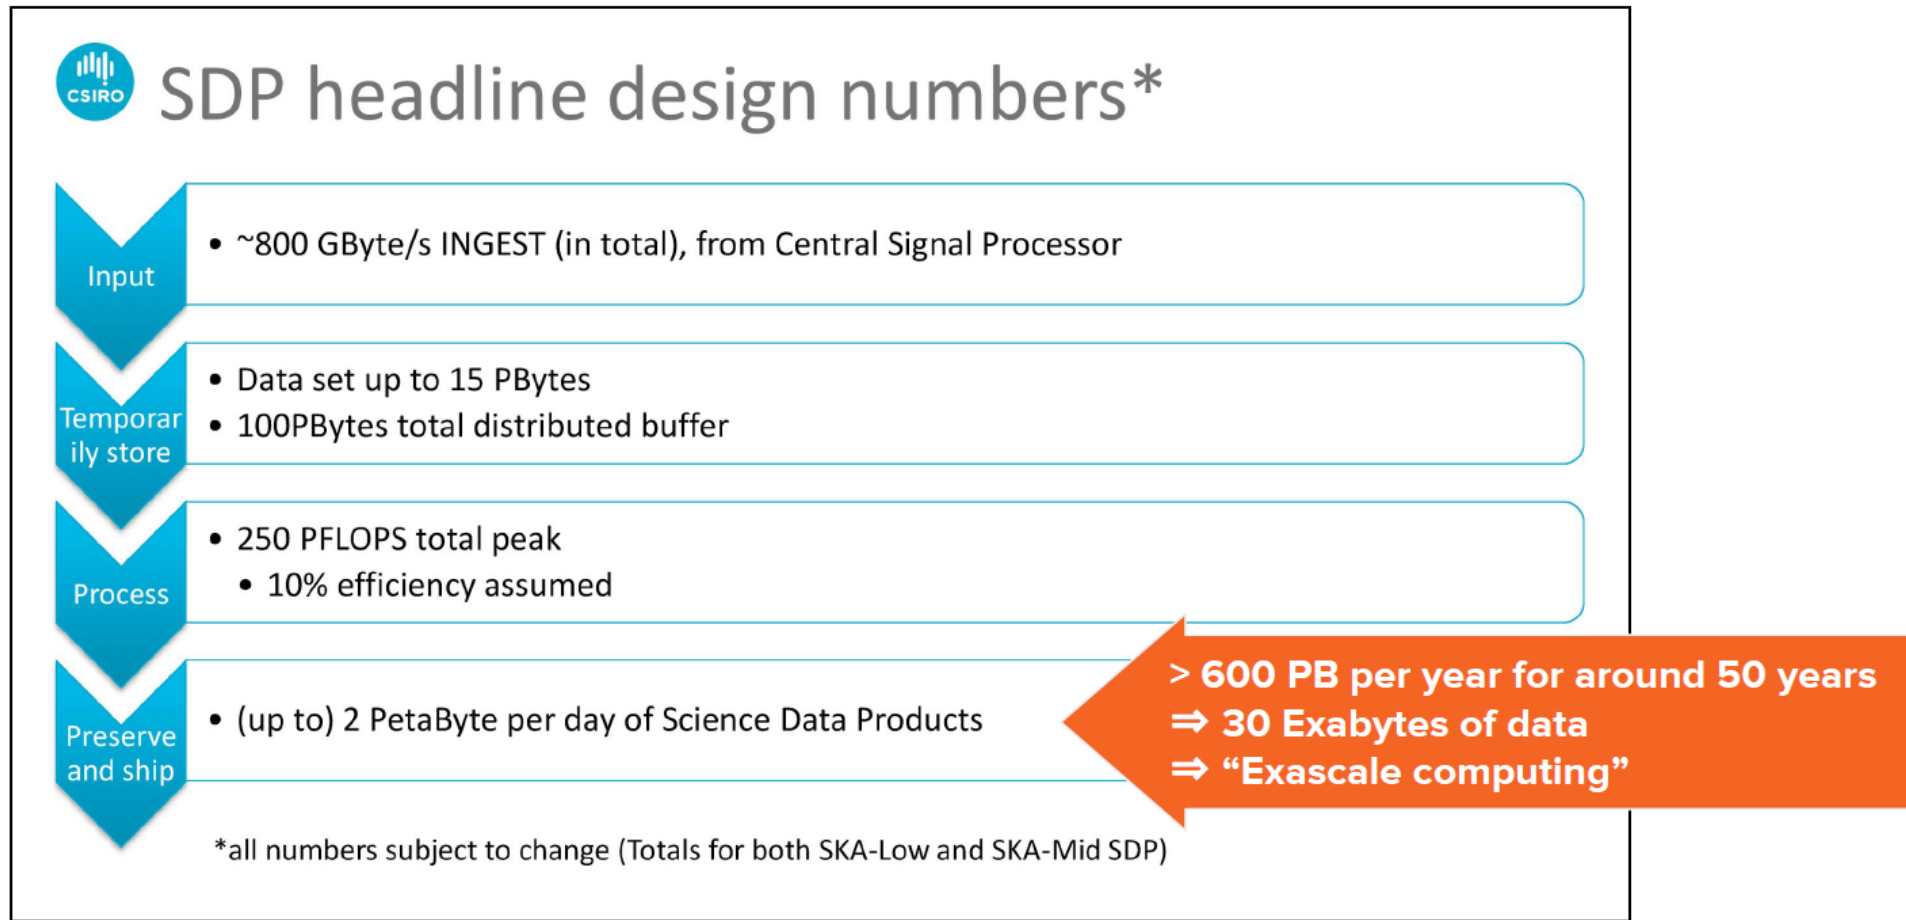 CSIRO
SDP headline design numbers*
Input
• ~800 GByte/s INGEST (in total), from Central Signal Processor
Temporar
ily store
• Data set up to 15 PBytes
• 100PBytes total distributed buffer
Process
• 250 PFLOPS total peak
• 10% efficiency assumed
Preserve
and ship
• (up to) 2 PetaByte per day of Science Data Products
> 600 PB per year for around 50 years
⇒ 30 Exabytes of data
⇒ “Exascale computing”
*all numbers subject to change (Totals for both SKA-Low and SKA-Mid SDP)